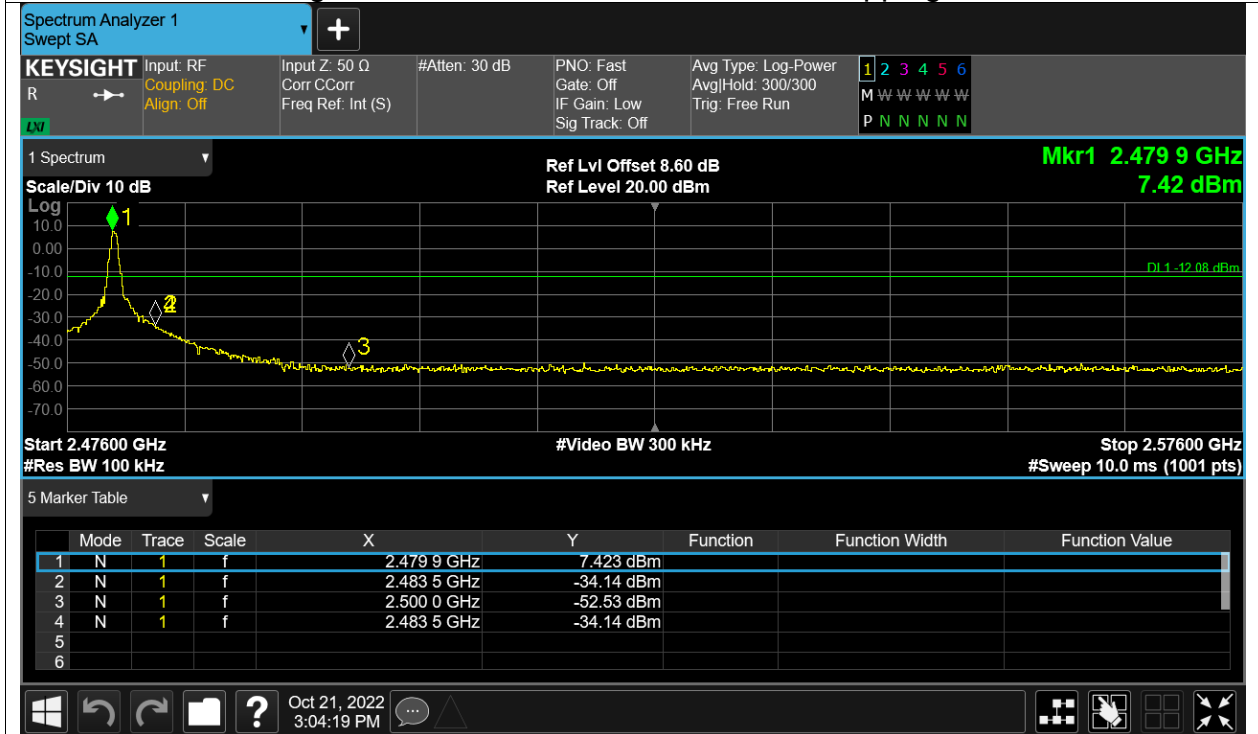 Spectrum Analyzer 1
Swept SA
KEYSIGHT Input: RF Input Z: 50 Ω #Atten: 30 dB PNO: Fast Avg Type: Log-Power 1 2 3 4 5 6
R Coupling: DC Corr CCorr Gate: Off Avg|Hold: 300/300 M W W W W W
Align: Off Freq Ref: Int (S) IF Gain: Low Trig: Free Run
LXI Sig Track: Off P N N N N N
1 Spectrum Ref Lvl Offset 8.60 dB Mkr1 2.479 9 GHz
Scale/Div 10 dB Ref Level 20.00 dBm 7.42 dBm
Log
10.0 1
0.00
-10.0 DL1 -12.08 dBm
-20.0
-30.0 2
-40.0 3
-50.0
-60.0
-70.0
Start 2.47600 GHz #Video BW 300 kHz Stop 2.57600 GHz
#Res BW 100 kHz #Sweep 10.0 ms (1001 pts)
5 Marker Table
Mode Trace Scale X Y Function Function Width Function Value
1 N 1 f 2.479 9 GHz 7.423 dBm
2 N 1 f 2.483 5 GHz -34.14 dBm
3 N 1 f 2.500 0 GHz -52.53 dBm
4 N 1 f 2.483 5 GHz -34.14 dBm
5
6
? Oct 21, 2022
3:04:19 PM